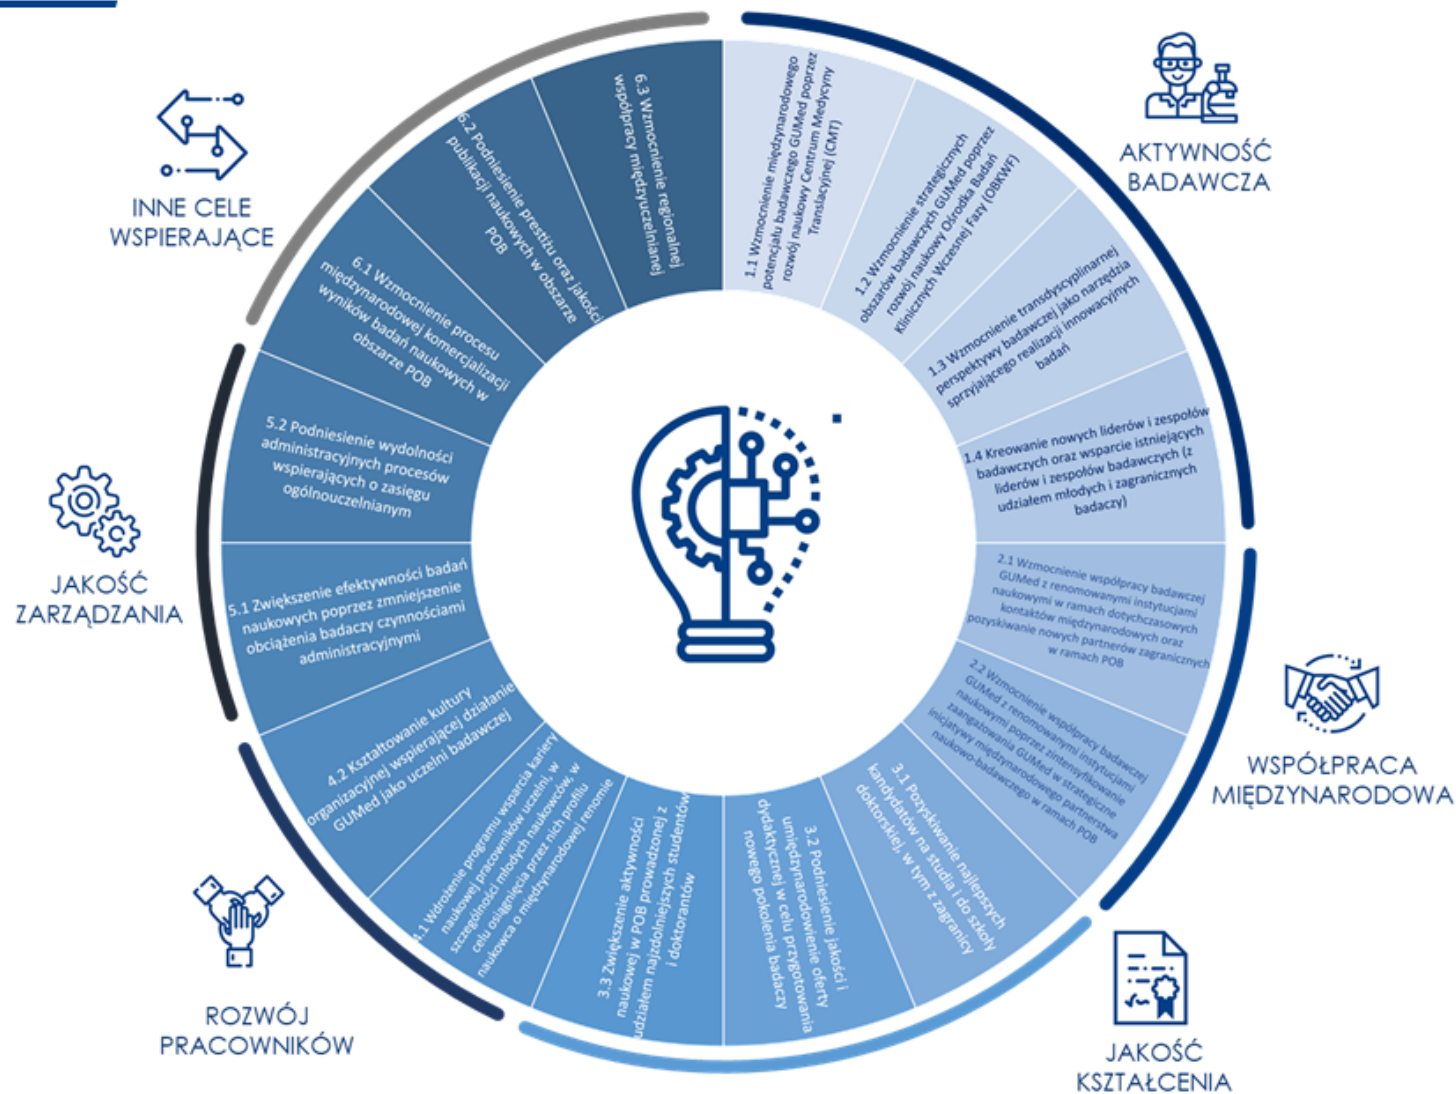 AKTYWNOŚĆ
BADAWCZA
1.1 Wzmocnienie międzynarodowego
potencjału badawczego GUMed poprzez
rozwój naukowy Centrum Medycyny
Translacyjnej (CMT)
1.2 Wzmocnienie strategicznych
obszarów badawczych GUMed poprzez
rozwój naukowy Ośrodka Badań
Klinicznych Wczesnej Fazy (OBKWF)
1.3 Wzmocnienie transdyscyplinarnej
perspektywy badawczej jako narzędzia
sprzyjającego realizacji innowacyjnych
badań
1.4 Kreowanie nowych liderów i zespołów
badawczych oraz wsparcie istniejących
liderów i zespołów badawczych (z
udziałem młodych i zagranicznych
badaczy)
WSPÓŁPRACA
MIĘDZYNARODOWA
2.1 Wzmocnienie współpracy badawczej
GUMed z renomowanymi instytucjami
naukowymi w ramach dotychczasowych
kontaktów międzynarodowych oraz
pozyskiwanie nowych partnerów zagranicznych
w ramach POB
2.2 Wzmocnienie współpracy badawczej
GUMed z renomowanymi instytucjami
naukowymi poprzez zintensyfikowanie
zaangażowania GUMed w strategiczne
inicjatywy międzynarodowego partnerstwa
naukowo-badawczego w ramach POB
JAKOŚĆ
KSZTAŁCENIA
3.1 Pozyskiwanie najlepszych
kandydatów na studia i do szkoły
doktorskiej, w tym z zagranicy
3.2 Podniesienie jakości i
umiędzynarodowienie oferty
dydaktycznej w celu przygotowania
nowego pokolenia badaczy
3.3 Zwiększenie aktywności
naukowej w POB prowadzonej z
udziałem najzdolniejszych studentów
i doktorantów
ROZWÓJ
PRACOWNIKÓW
4.1 Wdrożenie programu wsparcia kariery
naukowej pracowników uczelni, w
szczególności młodych naukowców, w
celu osiągnięcia przez nich profilu
naukowca o międzynarodowej renomie
4.2 Kształtowanie kultury
organizacyjnej wspierającej działanie
GUMed jako uczelni badawczej
JAKOŚĆ
ZARZĄDZANIA
5.1 Zwiększenie efektywności badań
naukowych poprzez zmniejszenie
obciążenia badaczy czynnościami
administracyjnymi
5.2 Podniesienie wydolności
administracyjnych procesów
wspierających o zasięgu
ogólnouczelnianym
INNE CELE
WSPIERAJĄCE
6.1 Wzmocnienie procesu
międzynarodowej komercjalizacji
wyników badań naukowych w
obszarze POB
6.2 Podniesienie prestiżu oraz jakości
publikacji naukowych w obszarze
POB
6.3 Wzmocnienie regionalnej
współpracy międzyuczelnianej